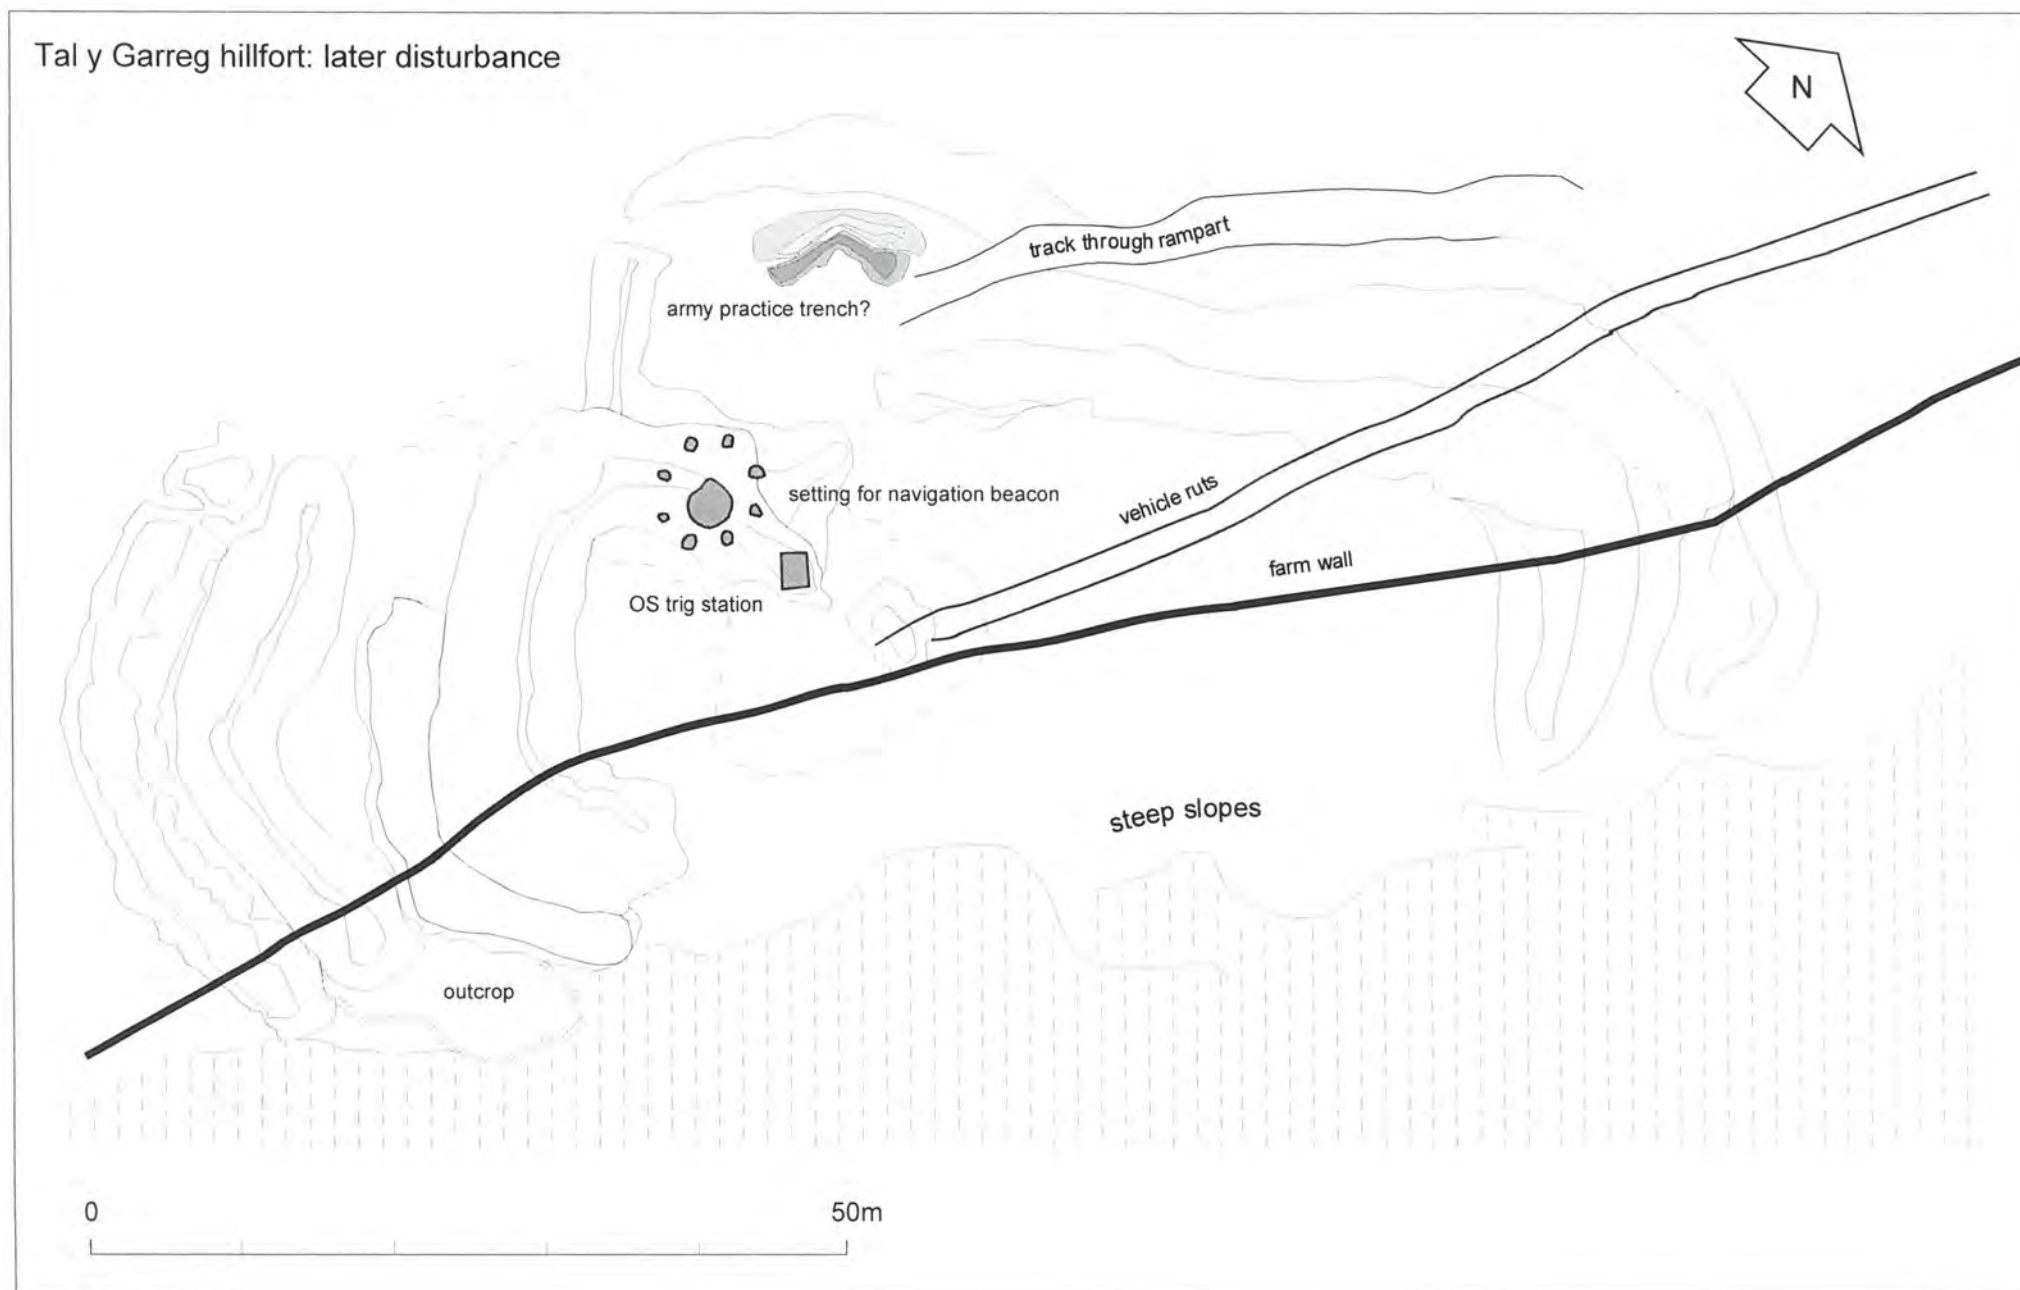 Tal y Garreg hillfort: later disturbance
N
track through rampart
army practice trench?
setting for navigation beacon
vehicle ruts
farm wall
OS trig station
steep slopes
outcrop
0
50m